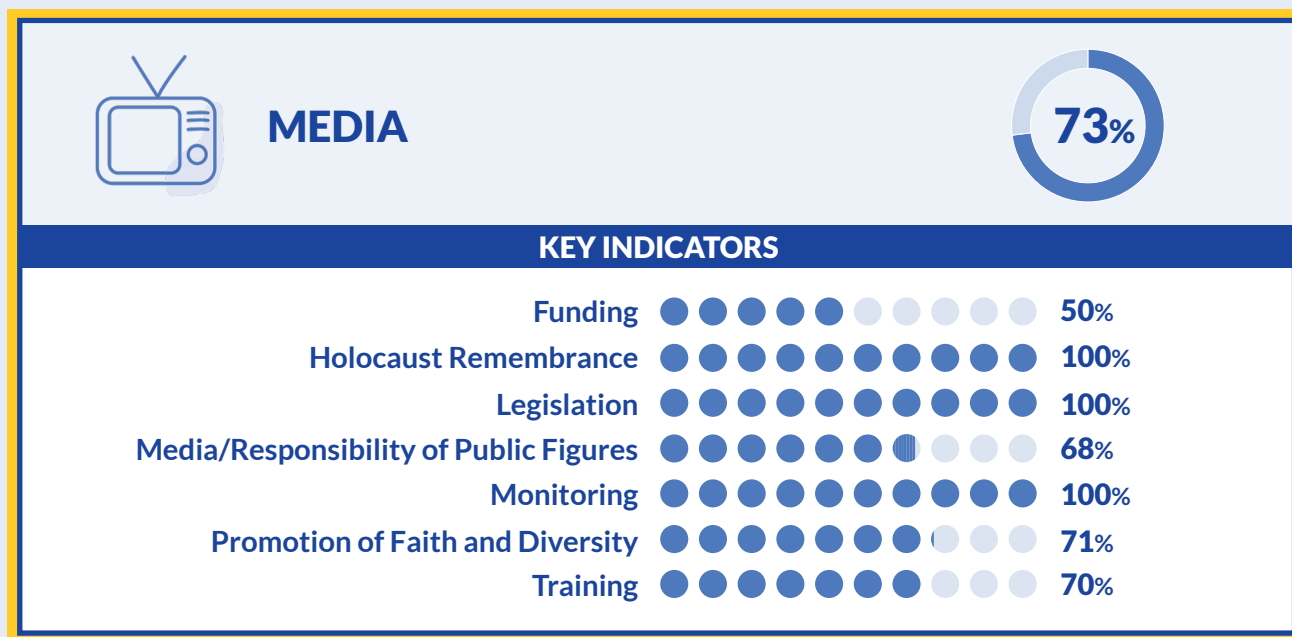 MEDIA
73%
KEY INDICATORS
Funding 50%
Holocaust Remembrance 100%
Legislation 100%
Media/Responsibility of Public Figures 68%
Monitoring 100%
Promotion of Faith and Diversity 71%
Training 70%